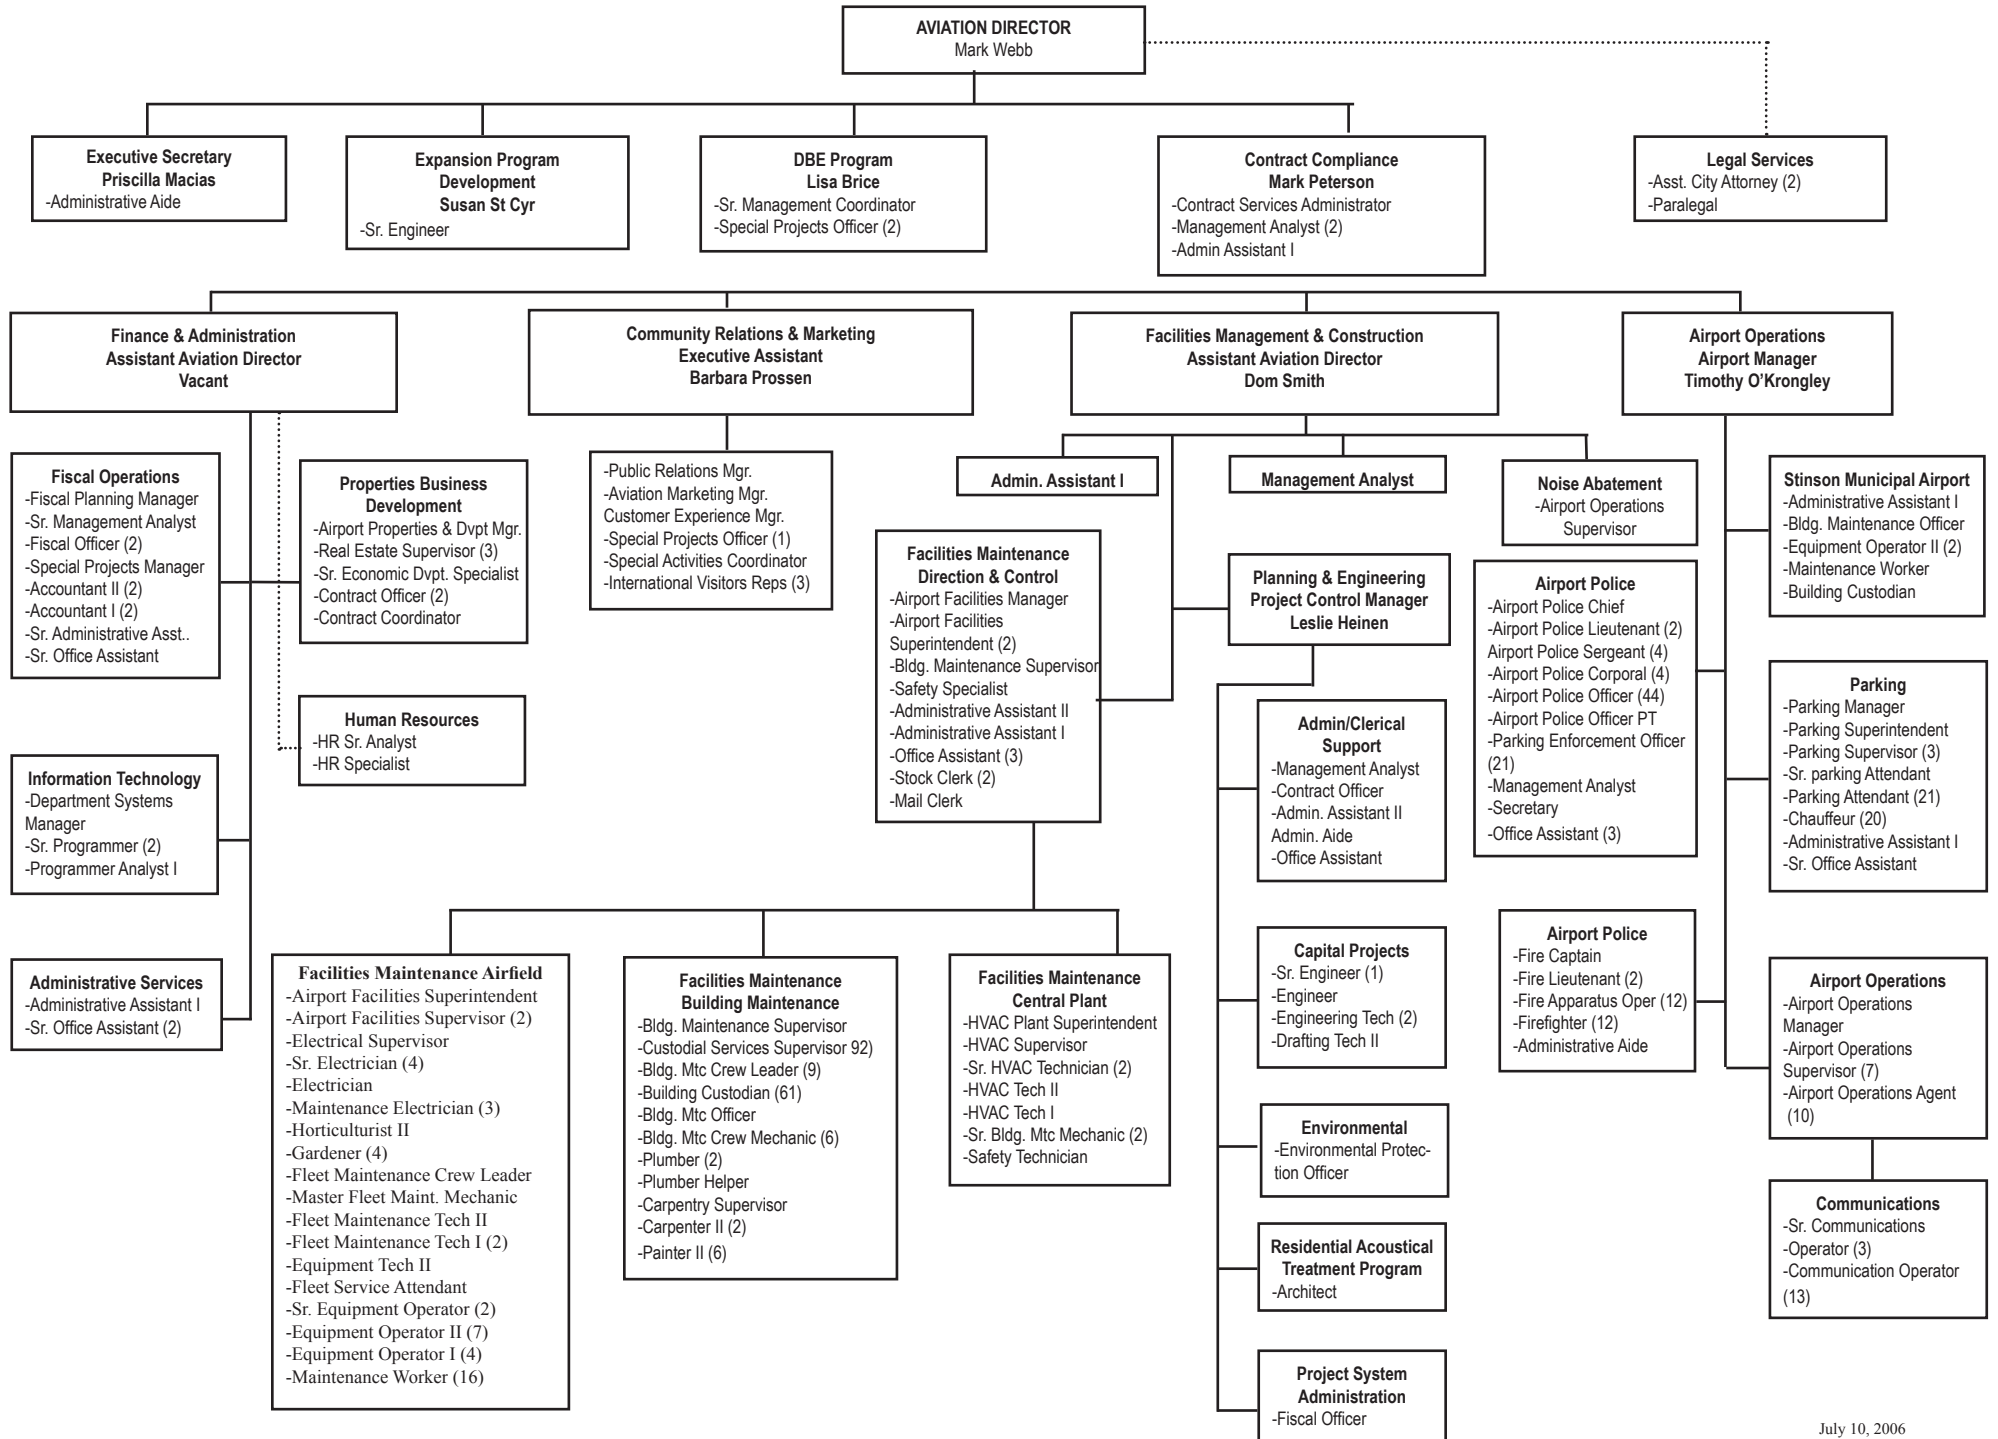 AVIATION DIRECTOR
Mark Webb
Executive Secretary
Priscilla Macias
-Administrative Aide
Expansion Program
Development
Susan St Cyr
-Sr. Engineer
DBE Program
Lisa Brice
-Sr. Management Coordinator
-Special Projects Officer (2)
Contract Compliance
Mark Peterson
-Contract Services Administrator
-Management Analyst (2)
-Admin Assistant I
Legal Services
-Asst. City Attorney (2)
-Paralegal
Finance & Administration
Assistant Aviation Director
Vacant
Community Relations & Marketing
Executive Assistant
Barbara Prossen
Facilities Management & Construction
Assistant Aviation Director
Dom Smith
Airport Operations
Airport Manager
Timothy O'Krongley
Fiscal Operations
-Fiscal Planning Manager
-Sr. Management Analyst
-Fiscal Officer (2)
-Special Projects Manager
-Accountant II (2)
-Accountant I (2)
-Sr. Administrative Asst..
-Sr. Office Assistant
Properties Business
Development
-Airport Properties & Dvpt Mgr.
-Real Estate Supervisor (3)
-Sr. Economic Dvpt. Specialist
-Contract Officer (2)
-Contract Coordinator
Human Resources
-HR Sr. Analyst
-HR Specialist
Information Technology
-Department Systems
Manager
-Sr. Programmer (2)
-Programmer Analyst I
Administrative Services
-Administrative Assistant I
-Sr. Office Assistant (2)
-Public Relations Mgr.
-Aviation Marketing Mgr.
Customer Experience Mgr.
-Special Projects Officer (1)
-Special Activities Coordinator
-International Visitors Reps (3)
Admin. Assistant I
Management Analyst
Noise Abatement
-Airport Operations
Supervisor
Facilities Maintenance
Direction & Control
-Airport Facilities Manager
-Airport Facilities
Superintendent (2)
-Bldg. Maintenance Supervisor
-Safety Specialist
-Administrative Assistant II
-Administrative Assistant I
-Office Assistant (3)
-Stock Clerk (2)
-Mail Clerk
Planning & Engineering
Project Control Manager
Leslie Heinen
Admin/Clerical
Support
-Management Analyst
-Contract Officer
-Admin. Assistant II
Admin. Aide
-Office Assistant
Capital Projects
-Sr. Engineer (1)
-Engineer
-Engineering Tech (2)
-Drafting Tech II
Environmental
-Environmental Protec-
tion Officer
Residential Acoustical
Treatment Program
-Architect
Project System
Administration
-Fiscal Officer
Facilities Maintenance Airfield
-Airport Facilities Superintendent
-Airport Facilities Supervisor (2)
-Electrical Supervisor
-Sr. Electrician (4)
-Electrician
-Maintenance Electrician (3)
-Horticulturist II
-Gardener (4)
-Fleet Maintenance Crew Leader
-Master Fleet Maint. Mechanic
-Fleet Maintenance Tech II
-Fleet Maintenance Tech I (2)
-Equipment Tech II
-Fleet Service Attendant
-Sr. Equipment Operator (2)
-Equipment Operator II (7)
-Equipment Operator I (4)
-Maintenance Worker (16)
Facilities Maintenance
Building Maintenance
-Bldg. Maintenance Supervisor
-Custodial Services Supervisor 92)
-Bldg. Mtc Crew Leader (9)
-Building Custodian (61)
-Bldg. Mtc Officer
-Bldg. Mtc Crew Mechanic (6)
-Plumber (2)
-Plumber Helper
-Carpentry Supervisor
-Carpenter II (2)
-Painter II (6)
Facilities Maintenance
Central Plant
-HVAC Plant Superintendent
-HVAC Supervisor
-Sr. HVAC Technician (2)
-HVAC Tech II
-HVAC Tech I
-Sr. Bldg. Mtc Mechanic (2)
-Safety Technician
Airport Police
-Airport Police Chief
-Airport Police Lieutenant (2)
Airport Police Sergeant (4)
-Airport Police Corporal (4)
-Airport Police Officer (44)
-Airport Police Officer PT
-Parking Enforcement Officer
(21)
-Management Analyst
-Secretary
-Office Assistant (3)
Airport Police
-Fire Captain
-Fire Lieutenant (2)
-Fire Apparatus Oper (12)
-Firefighter (12)
-Administrative Aide
Stinson Municipal Airport
-Administrative Assistant I
-Bldg. Maintenance Officer
-Equipment Operator II (2)
-Maintenance Worker
-Building Custodian
Parking
-Parking Manager
-Parking Superintendent
-Parking Supervisor (3)
-Sr. parking Attendant
-Parking Attendant (21)
-Chauffeur (20)
-Administrative Assistant I
-Sr. Office Assistant
Airport Operations
-Airport Operations
Manager
-Airport Operations
Supervisor (7)
-Airport Operations Agent
(10)
Communications
-Sr. Communications
-Operator (3)
-Communication Operator
(13)
July 10, 2006